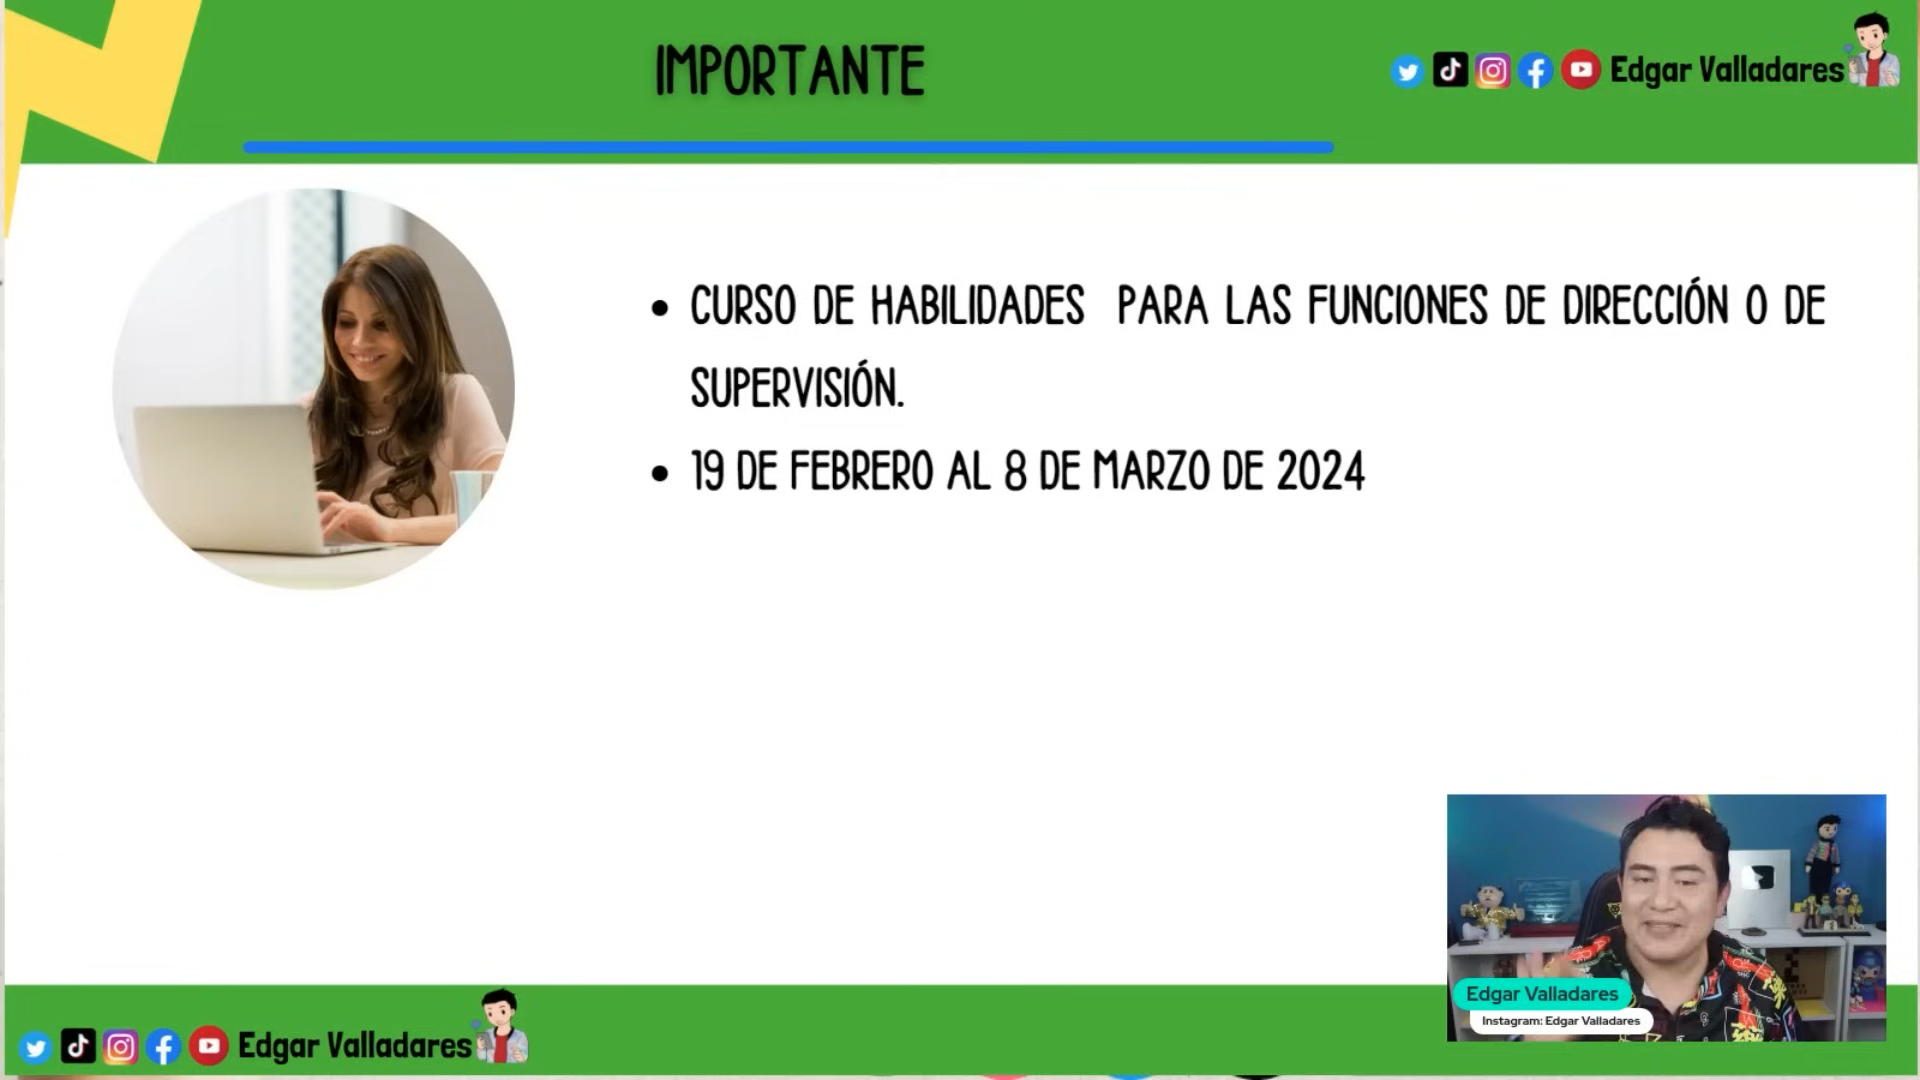 IMPORTANTE
Edgar Valladares
CURSO DE HABILIDADES PARA LAS FUNCIONES DE DIRECCIÓN O DE
SUPERVISIÓN.
19 DE FEBRERO AL 8 DE MARZO DE 2024
Edgar Valladares
Instagram: Edgar Valladares
Edgar Valladares